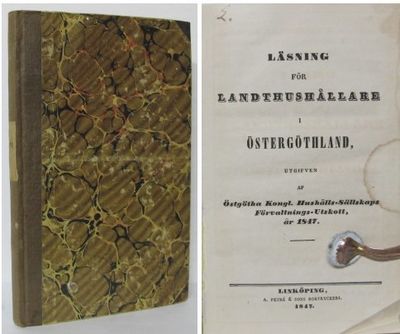 2.
LÄSNING
FÖR
LANDTHUSHÅLLARE
I
ÖSTERGÖTHLAND,
UTGIFVEN
AF
Östgötha Kongl. Hushålls-Sällskaps
Förvaltnings-Utskott,
år 1847.
LINKÖPING,
A. PETRÉ & SONS BOKTRYCKERI.
1847.